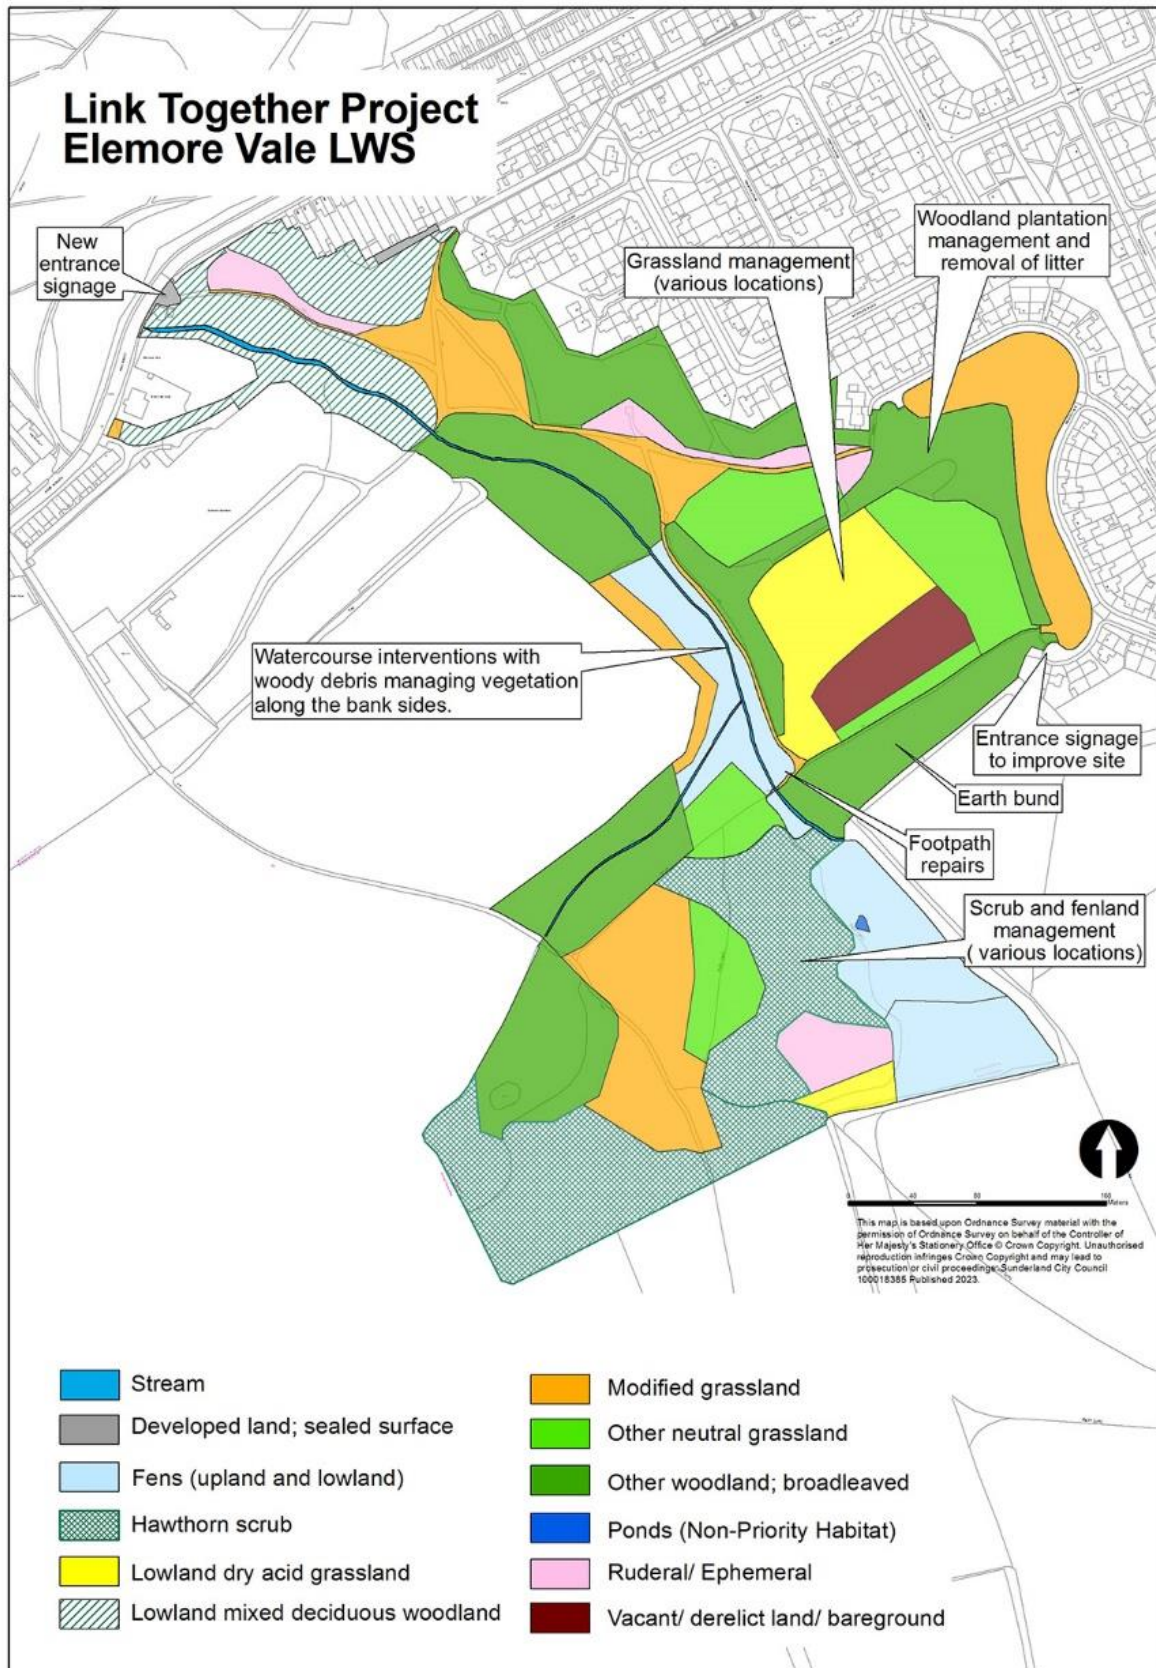 Link Together Project
Elemore Vale LWS
New
entrance
signage
Grassland management
(various locations)
Woodland plantation
management and
removal of litter
Watercourse interventions with
woody debris managing vegetation
along the bank sides.
Entrance signage
to improve site
Earth bund
Footpath
repairs
Scrub and fenland
management
( various locations)
0 40 80 160
Meters
This map is based upon Ordnance Survey material with the
permission of Ordnance Survey on behalf of the Controller of
Her Majesty's Stationery Office © Crown Copyright. Unauthorised
reproduction infringes Crown Copyright and may lead to
prosecution or civil proceedings. Sunderland City Council
100018385 Published 2023.
Stream
Developed land; sealed surface
Fens (upland and lowland)
Hawthorn scrub
Lowland dry acid grassland
Lowland mixed deciduous woodland
Modified grassland
Other neutral grassland
Other woodland; broadleaved
Ponds (Non-Priority Habitat)
Ruderal/ Ephemeral
Vacant/ derelict land/ bareground